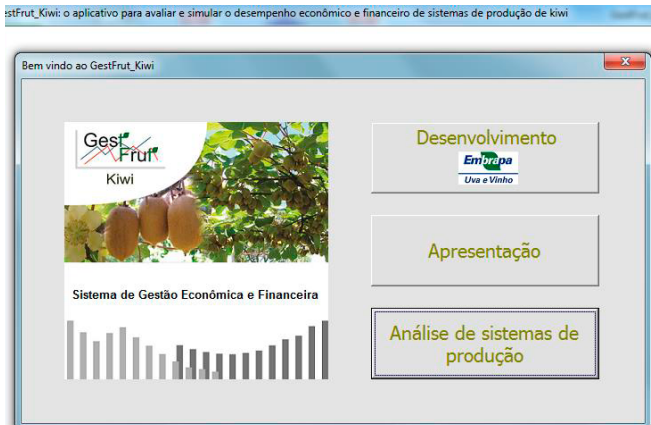 estFrut_Kiwi: o aplicativo para avaliar e simular o desempenho econômico e financeiro de sistemas de produção de kiwi
Bem vindo ao GestFrut_Kiwi
Gest
Frut
Kiwi
Sistema de Gestão Econômica e Financeira
Desenvolvimento
Embrapa
Uva e Vinho
Apresentação
Análise de sistemas de
produção